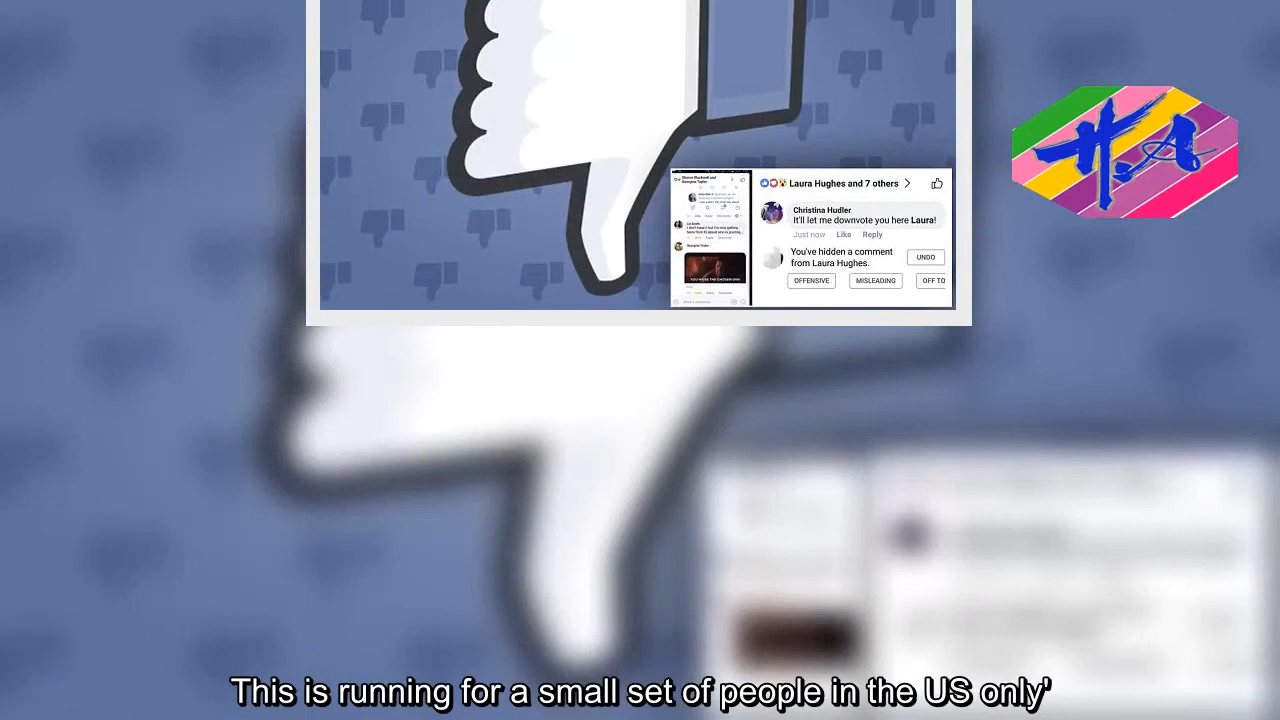 Laura Hughes and 7 others
Christina Hudler
It'll let me downvote you here Laura!
Just now Like Reply
You've hidden a comment
from Laura Hughes.
UNDO
OFFENSIVE MISLEADING OFF TO
H.A
This is running for a small set of people in the US only'